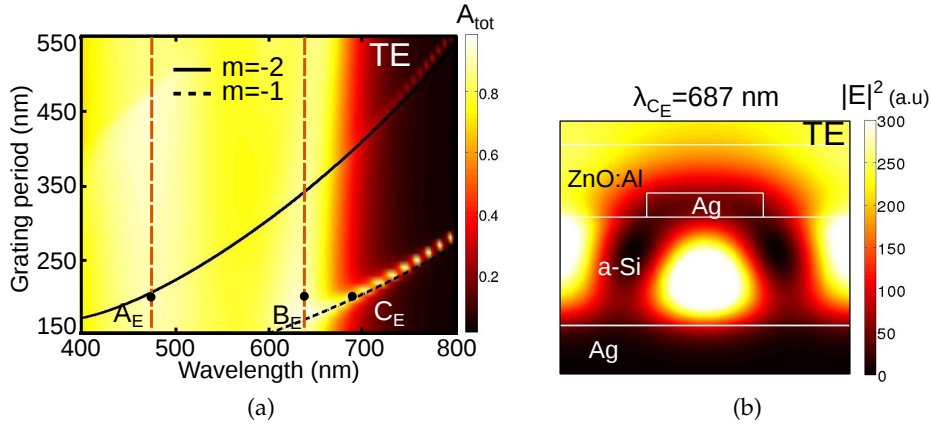 A_tot
TE
m=-2
m=-1
Grating period (nm)
550
450
350
250
150
A_E
B_E
C_E
400
500
600
700
800
Wavelength (nm)
0.8
0.6
0.4
0.2
(a)
λ_{C_E}=687 nm
|E|² (a.u)
TE
ZnO:Al
Ag
a-Si
Ag
300
250
200
150
100
50
0
(b)